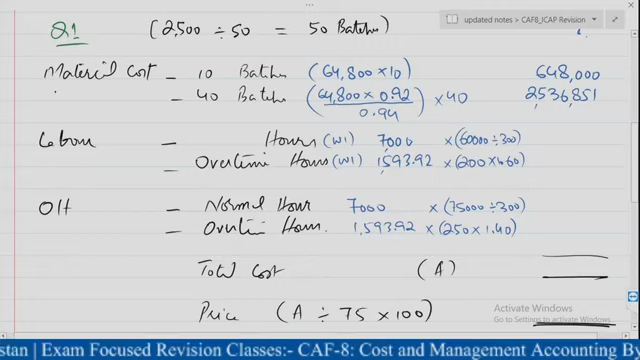 updated notes > CAF8_ICAP Revision
Q1 (2,500 ÷ 50 = 50 Batches)
Material Cost — 10 Batches (64,800 × 10) 648,000
— 40 Batches (64,800 × 0.92 / 0.94) × 40 2,536,851
Labour — Hours (W1) 7000 × (60000 ÷ 300)
— Overtime Hours (W1) 1,593.92 × (200 × 1.60)
OH — Normal Hour 7000 × (75000 ÷ 300)
— Overtime Hour. 1,593.92 × (250 × 1.40)
Total Cost (A)
Price (A ÷ 75 × 100)
Activate Windows
Go to Settings to activate Windows.
stan | Exam Focused Revision Classes:- CAF-8: Cost and Management Accounting B